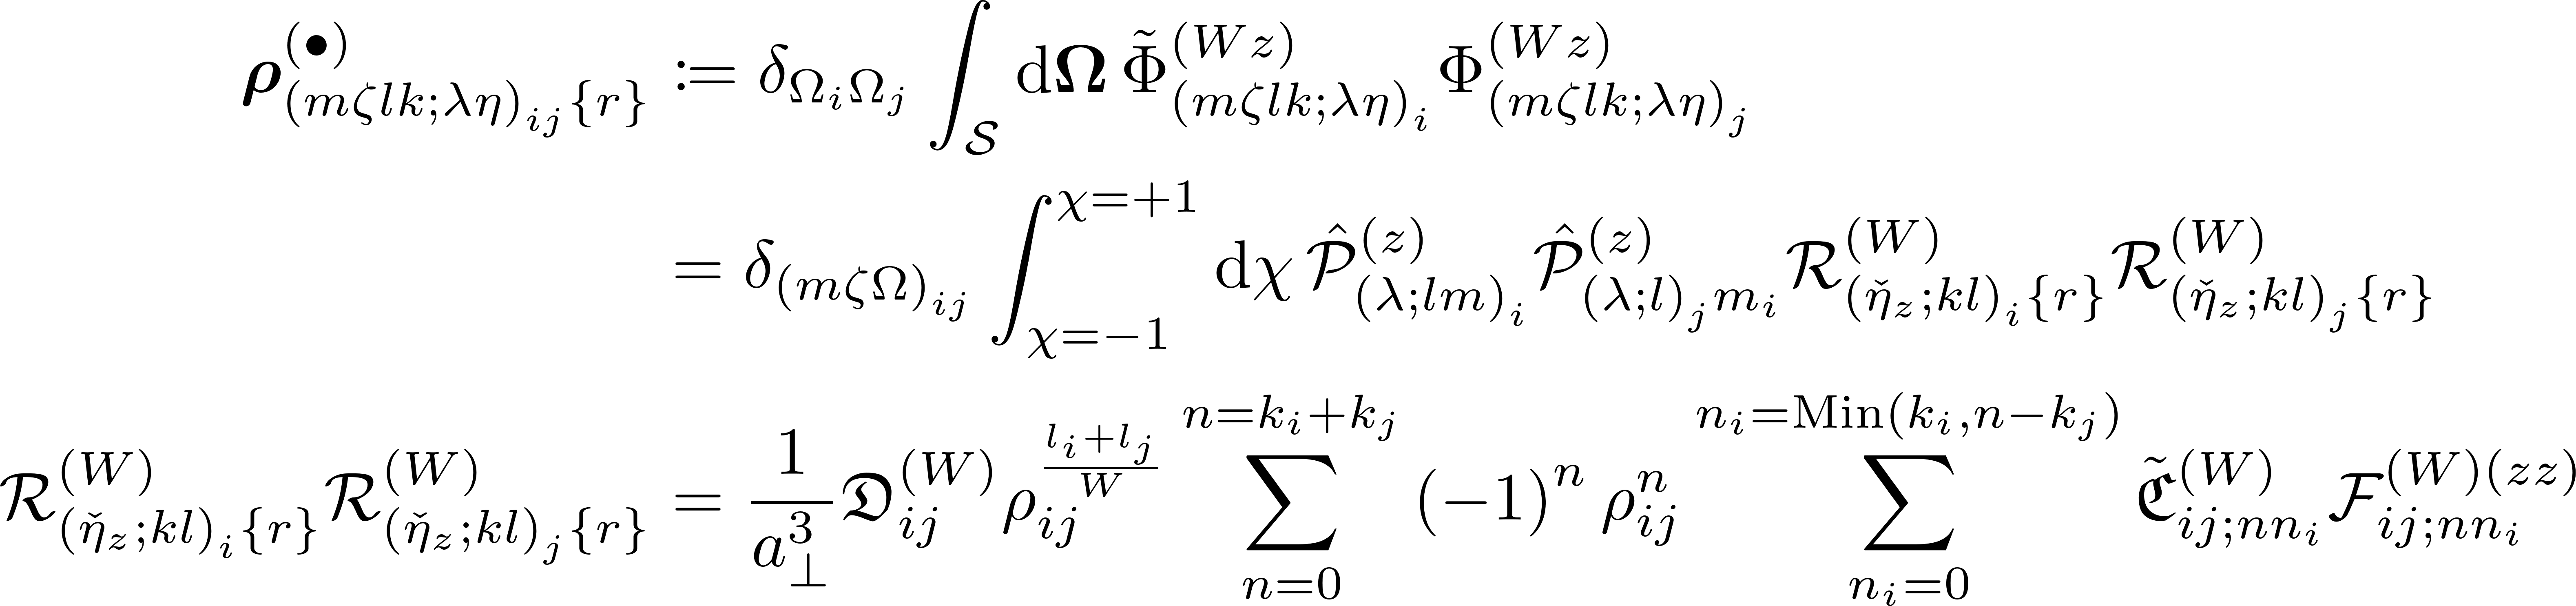 \boldsymbol{\rho}^{(\bullet)}_{(m\zeta lk;\lambda\eta)_{ij}\{r\}} := \delta_{\Omega_i\Omega_j} \int_{\mathcal{S}} \mathrm{d}\boldsymbol{\Omega}\, \tilde{\Phi}^{(Wz)}_{(m\zeta lk;\lambda\eta)_i} \Phi^{(Wz)}_{(m\zeta lk;\lambda\eta)_j}
= \delta_{(m\zeta\Omega)_{ij}} \int_{\chi=-1}^{\chi=+1} \mathrm{d}\chi\, \hat{\mathcal{P}}^{(z)}_{(\lambda;lm)_i} \hat{\mathcal{P}}^{(z)}_{(\lambda;l)_j m_i} \mathcal{R}^{(W)}_{(\check{\eta}_z;kl)_i\{r\}} \mathcal{R}^{(W)}_{(\check{\eta}_z;kl)_j\{r\}}
\mathcal{R}^{(W)}_{(\check{\eta}_z;kl)_i\{r\}} \mathcal{R}^{(W)}_{(\check{\eta}_z;kl)_j\{r\}} = \frac{1}{a_\perp^3} \mathfrak{D}^{(W)}_{ij} \rho_{ij}^{\frac{l_i+l_j}{W}} \sum_{n=0}^{n=k_i+k_j} (-1)^n \rho_{ij}^n \sum_{n_i=0}^{n_i=\mathrm{Min}(k_i,n-k_j)} \tilde{\mathfrak{C}}^{(W)}_{ij;nn_i} \mathcal{F}^{(W)(zz)}_{ij;nn_i}